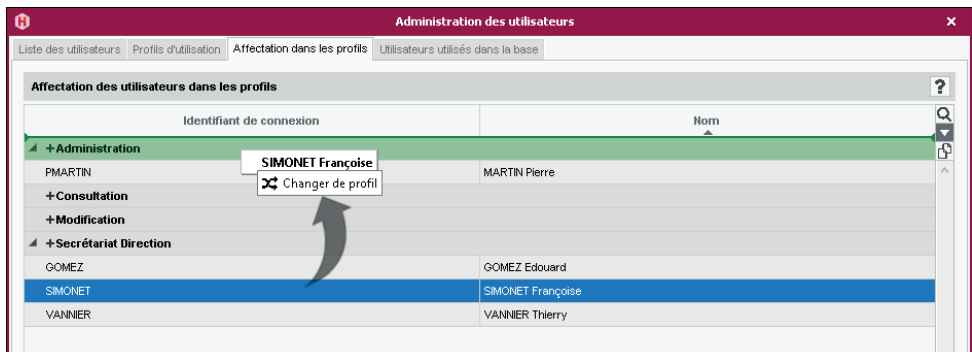 Administration des utilisateurs
Liste des utilisateurs Profils d'utilisation Affectation dans les profils Utilisateurs utilisés dans la base
Affectation des utilisateurs dans les profils ?
Identifiant de connexion Nom
+Administration
SIMONET Françoise
Changer de profil
PMARTIN MARTIN Pierre
+Consultation
+Modification
+Secrétariat Direction
GOMEZ GOMEZ Edouard
SIMONET SIMONET Françoise
VANNIER VANNIER Thierry